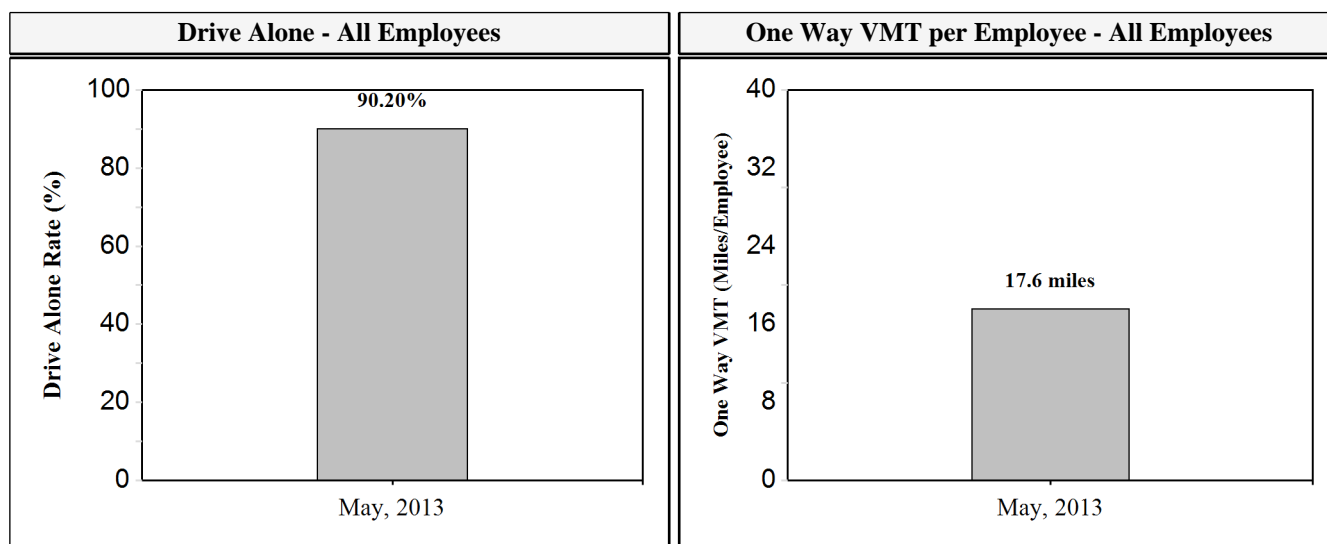 Drive Alone - All Employees
Drive Alone Rate (%)
100
80
60
40
20
0
90.20%
May, 2013
One Way VMT per Employee - All Employees
One Way VMT (Miles/Employee)
40
32
24
16
8
0
17.6 miles
May, 2013